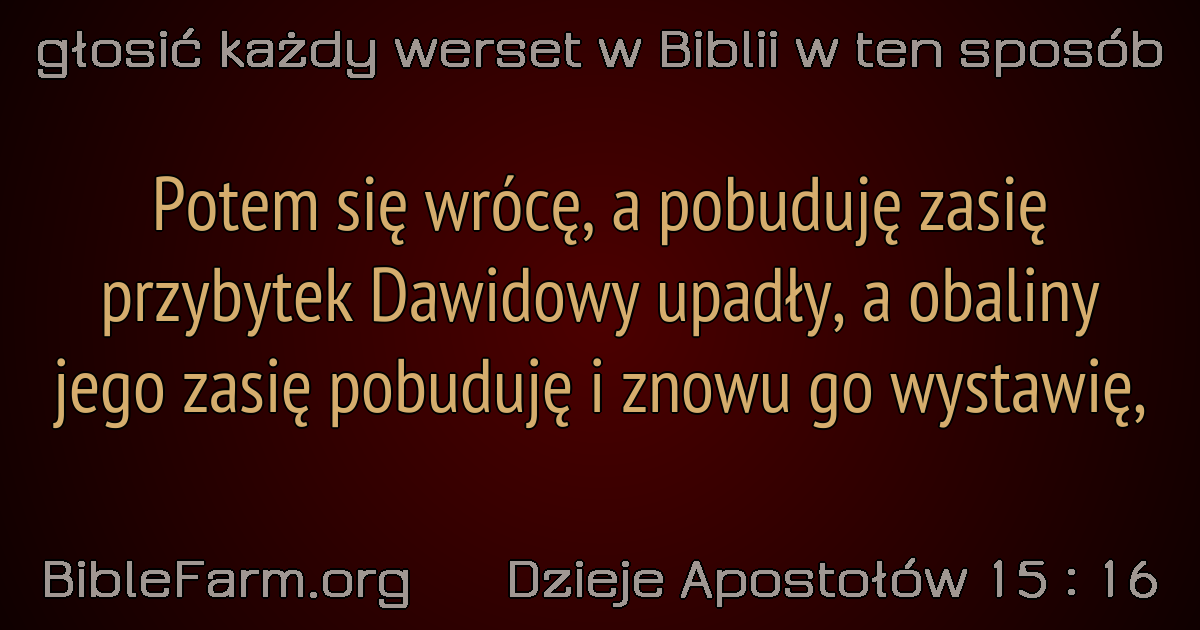 głosić każdy werset w Biblii w ten sposób
Potem się wrócę, a pobuduję zasię
przybytek Dawidowy upadły, a obaliny
jego zasię pobuduję i znowu go wystawię,
BibleFarm.org Dzieje Apostołów 15 : 16